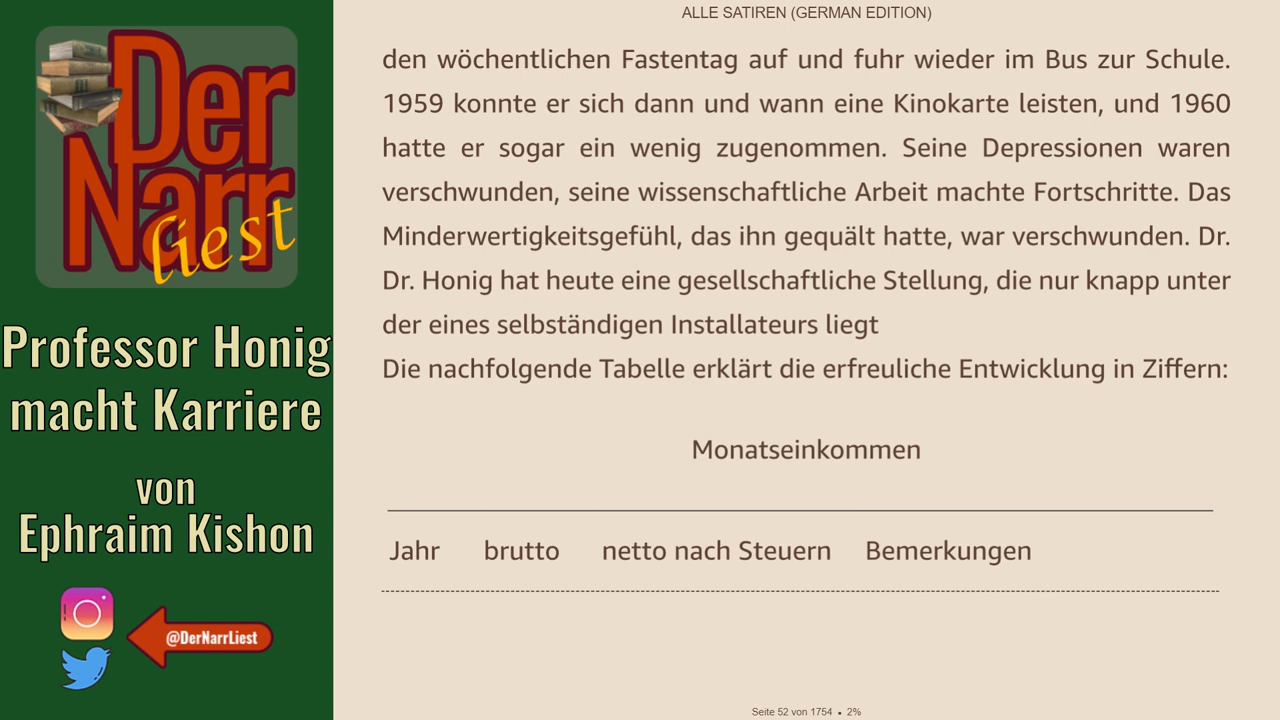 Der
Narr
liest
Professor Honig
macht Karriere
von
Ephraim Kishon
@DerNarrLiest
ALLE SATIREN (GERMAN EDITION)
den wöchentlichen Fastentag auf und fuhr wieder im Bus zur Schule.
1959 konnte er sich dann und wann eine Kinokarte leisten, und 1960
hatte er sogar ein wenig zugenommen. Seine Depressionen waren
verschwunden, seine wissenschaftliche Arbeit machte Fortschritte. Das
Minderwertigkeitsgefühl, das ihn gequält hatte, war verschwunden. Dr.
Dr. Honig hat heute eine gesellschaftliche Stellung, die nur knapp unter
der eines selbständigen Installateurs liegt
Die nachfolgende Tabelle erklärt die erfreuliche Entwicklung in Ziffern:
Monatseinkommen
Jahr brutto netto nach Steuern Bemerkungen
Seite 52 von 1754 • 2%